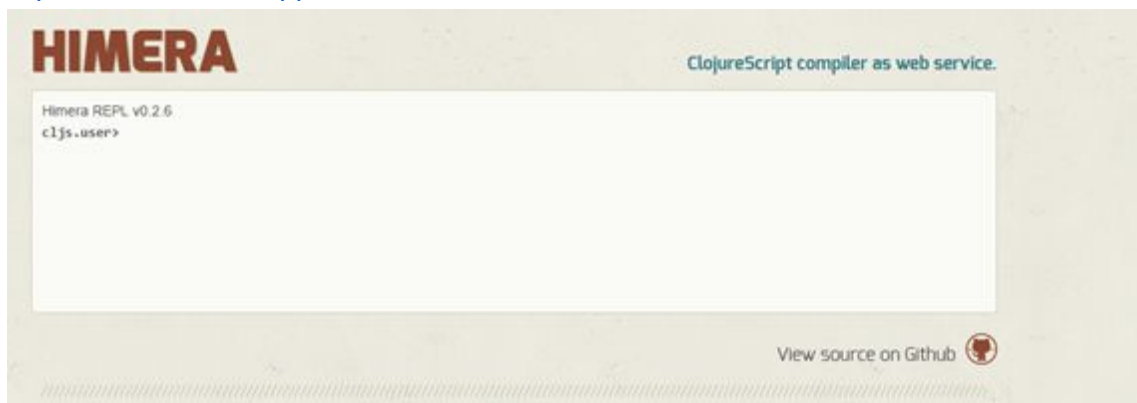 HIMERA
ClojureScript compiler as web service.
Himera REPL v0.2.6
cljs.user>
View source on Github